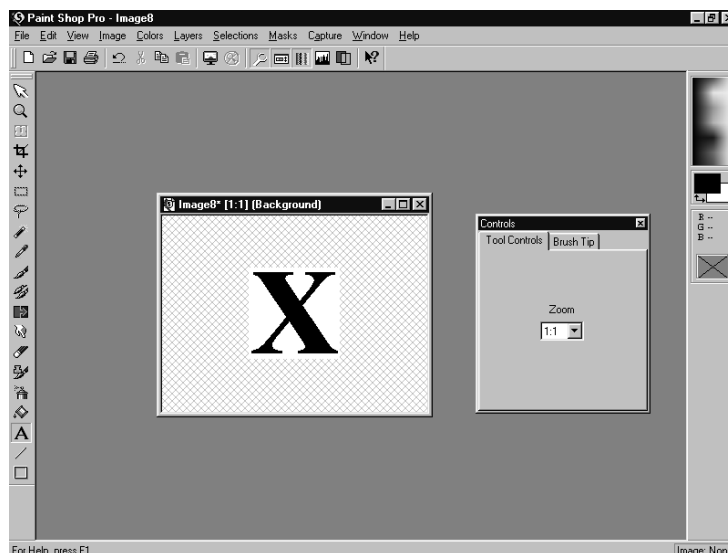 Paint Shop Pro - Image8
File Edit View Image Colors Layers Selections Masks Capture Window Help
Image8* [1:1] (Background)
X
Controls
Tool Controls Brush Tip
Zoom
1:1
R --
G --
B --
A
For Help, press F1
Image: